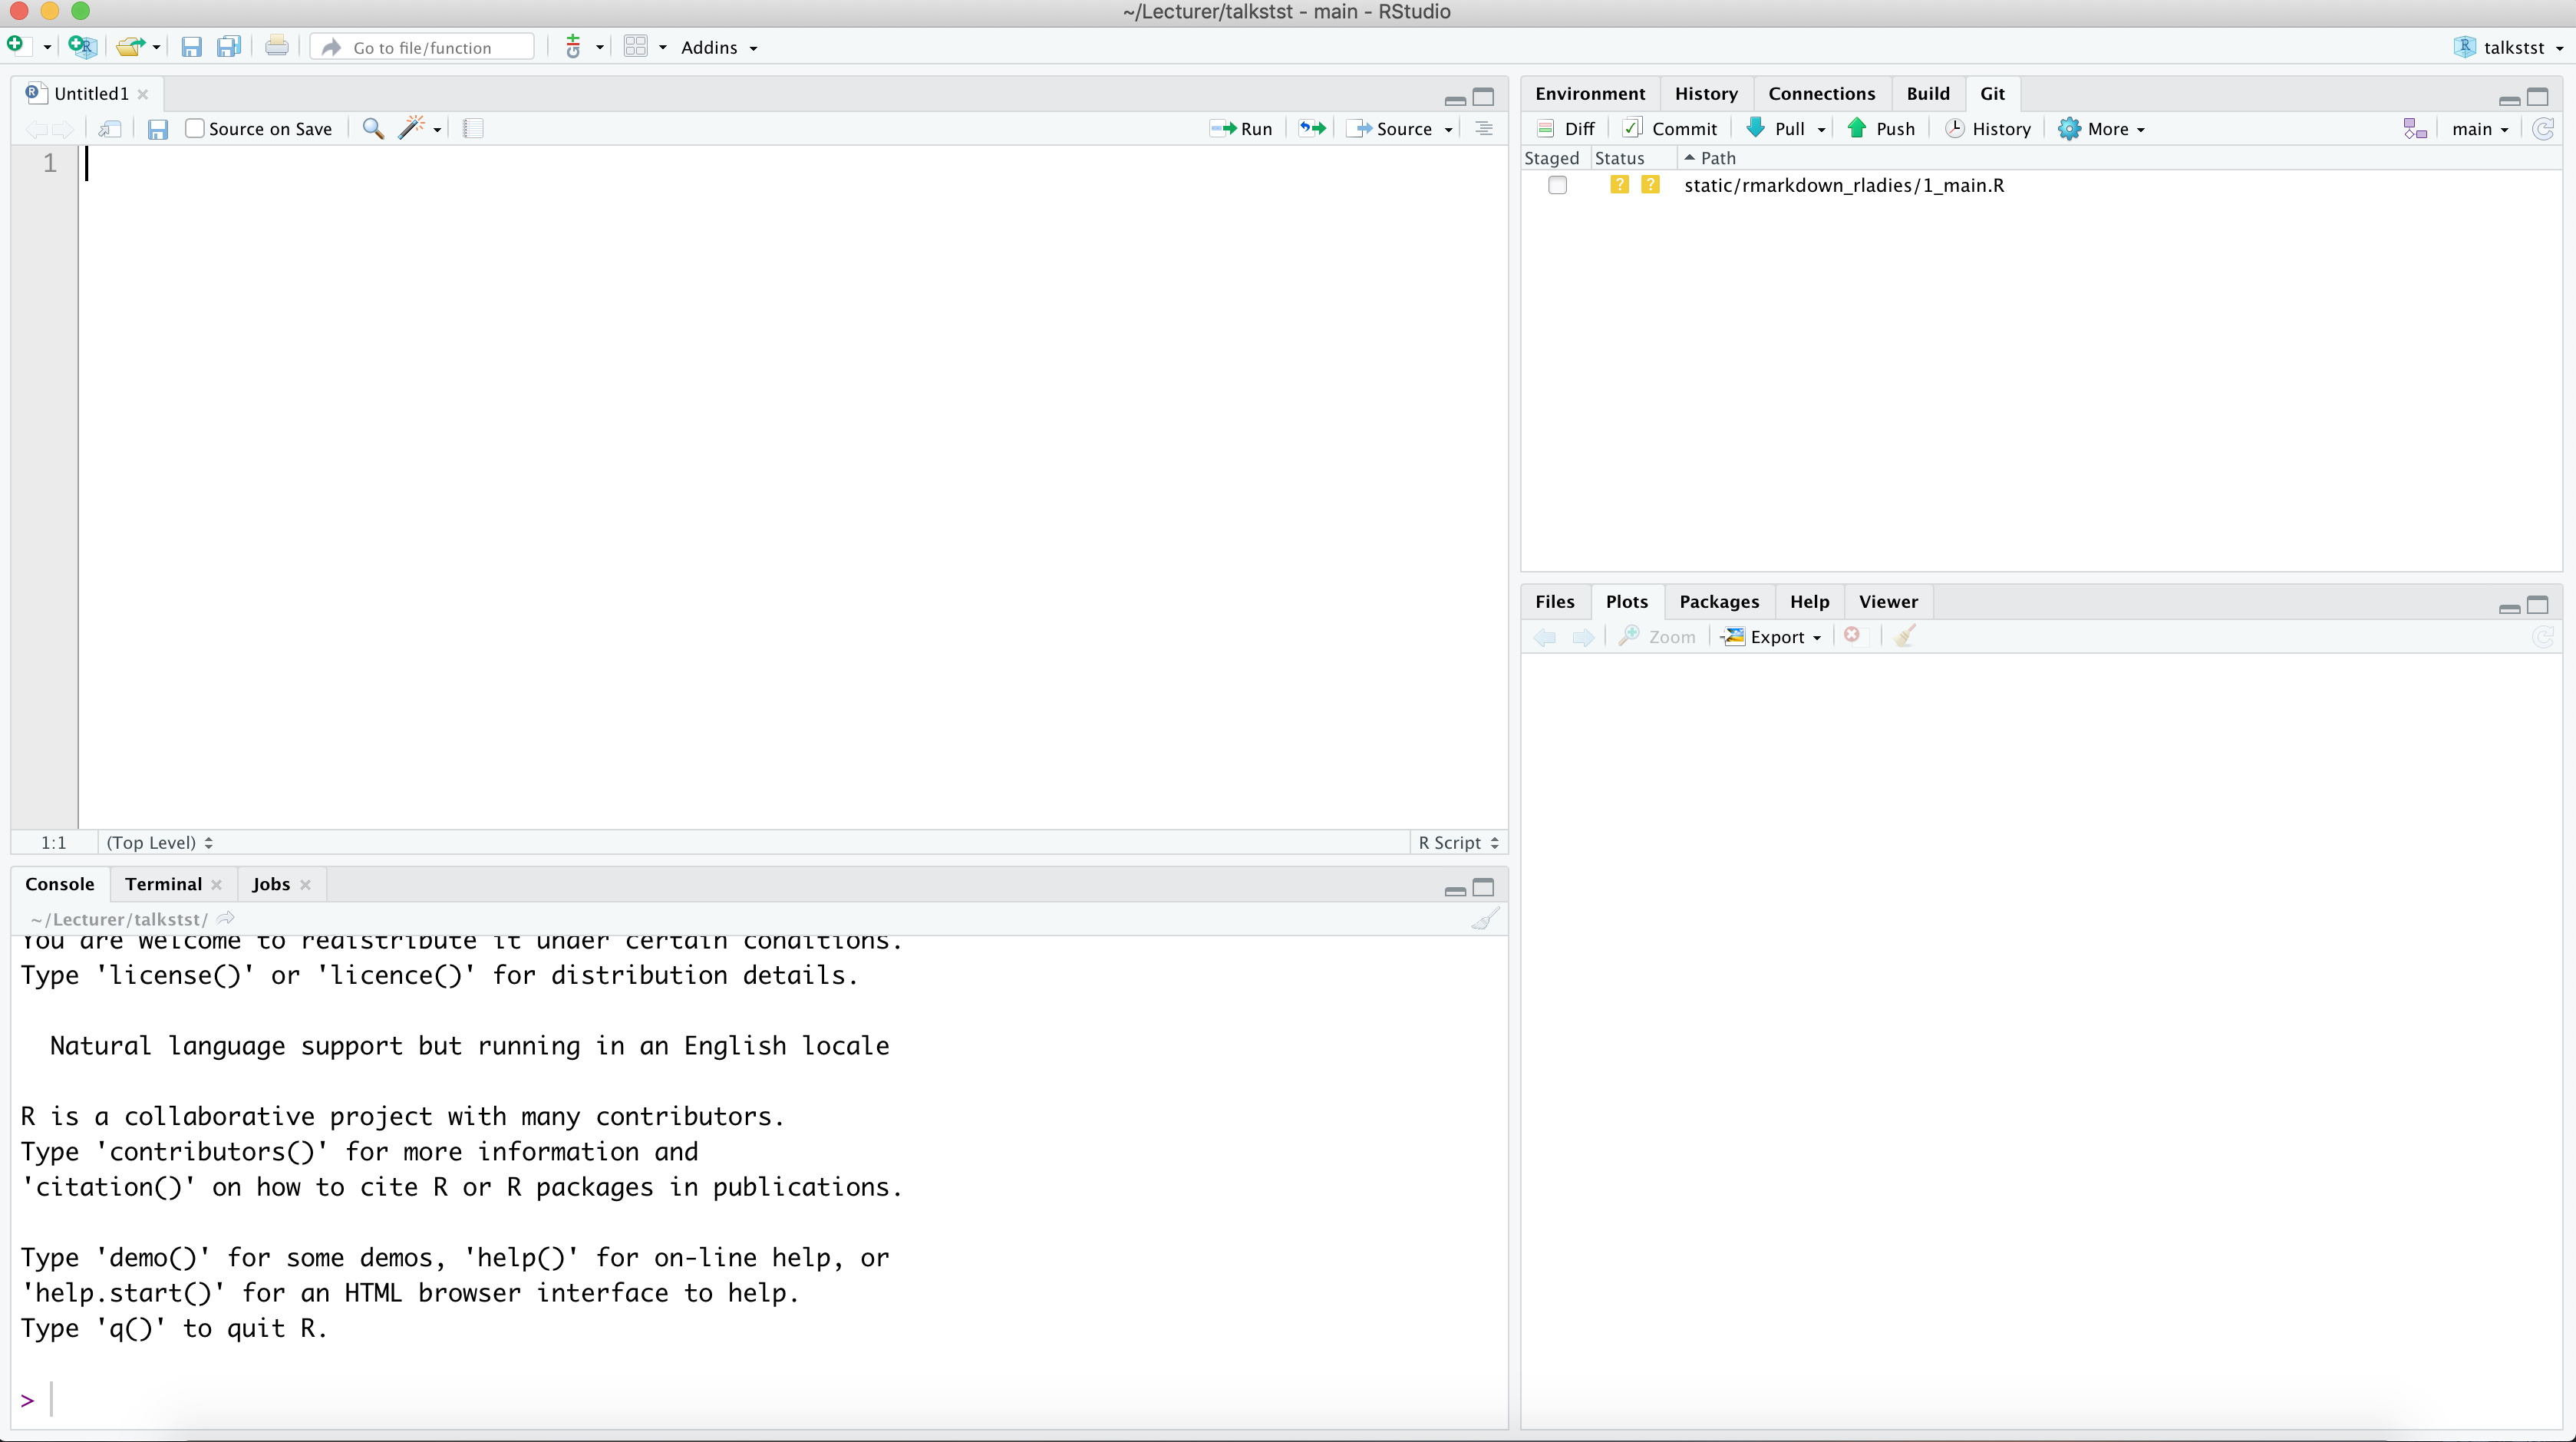 ~/Lecturer/talkstst - main - RStudio
Go to file/function Addins talkstst
Untitled1
Source on Save Run Source
1
1:1 (Top Level) R Script
Console Terminal Jobs
~/Lecturer/talkstst/
You are welcome to redistribute it under certain conditions.
Type 'license()' or 'licence()' for distribution details.
Natural language support but running in an English locale
R is a collaborative project with many contributors.
Type 'contributors()' for more information and
'citation()' on how to cite R or R packages in publications.
Type 'demo()' for some demos, 'help()' for on-line help, or
'help.start()' for an HTML browser interface to help.
Type 'q()' to quit R.
>
Environment History Connections Build Git
Diff Commit Pull Push History More main
Staged Status Path
? ? static/rmarkdown_rladies/1_main.R
Files Plots Packages Help Viewer
Zoom Export